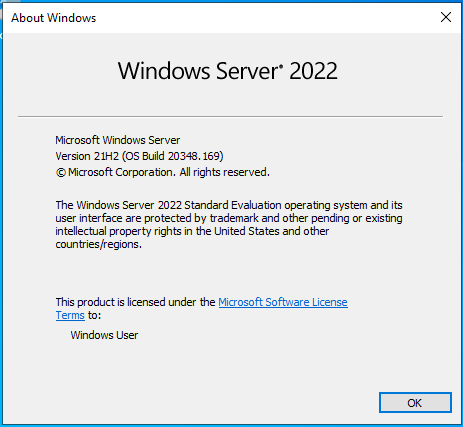 About Windows
Windows Server® 2022
Microsoft Windows Server
Version 21H2 (OS Build 20348.169)
© Microsoft Corporation. All rights reserved.
The Windows Server 2022 Standard Evaluation operating system and its
user interface are protected by trademark and other pending or existing
intellectual property rights in the United States and other
countries/regions.
This product is licensed under the Microsoft Software License
Terms to:
Windows User
OK